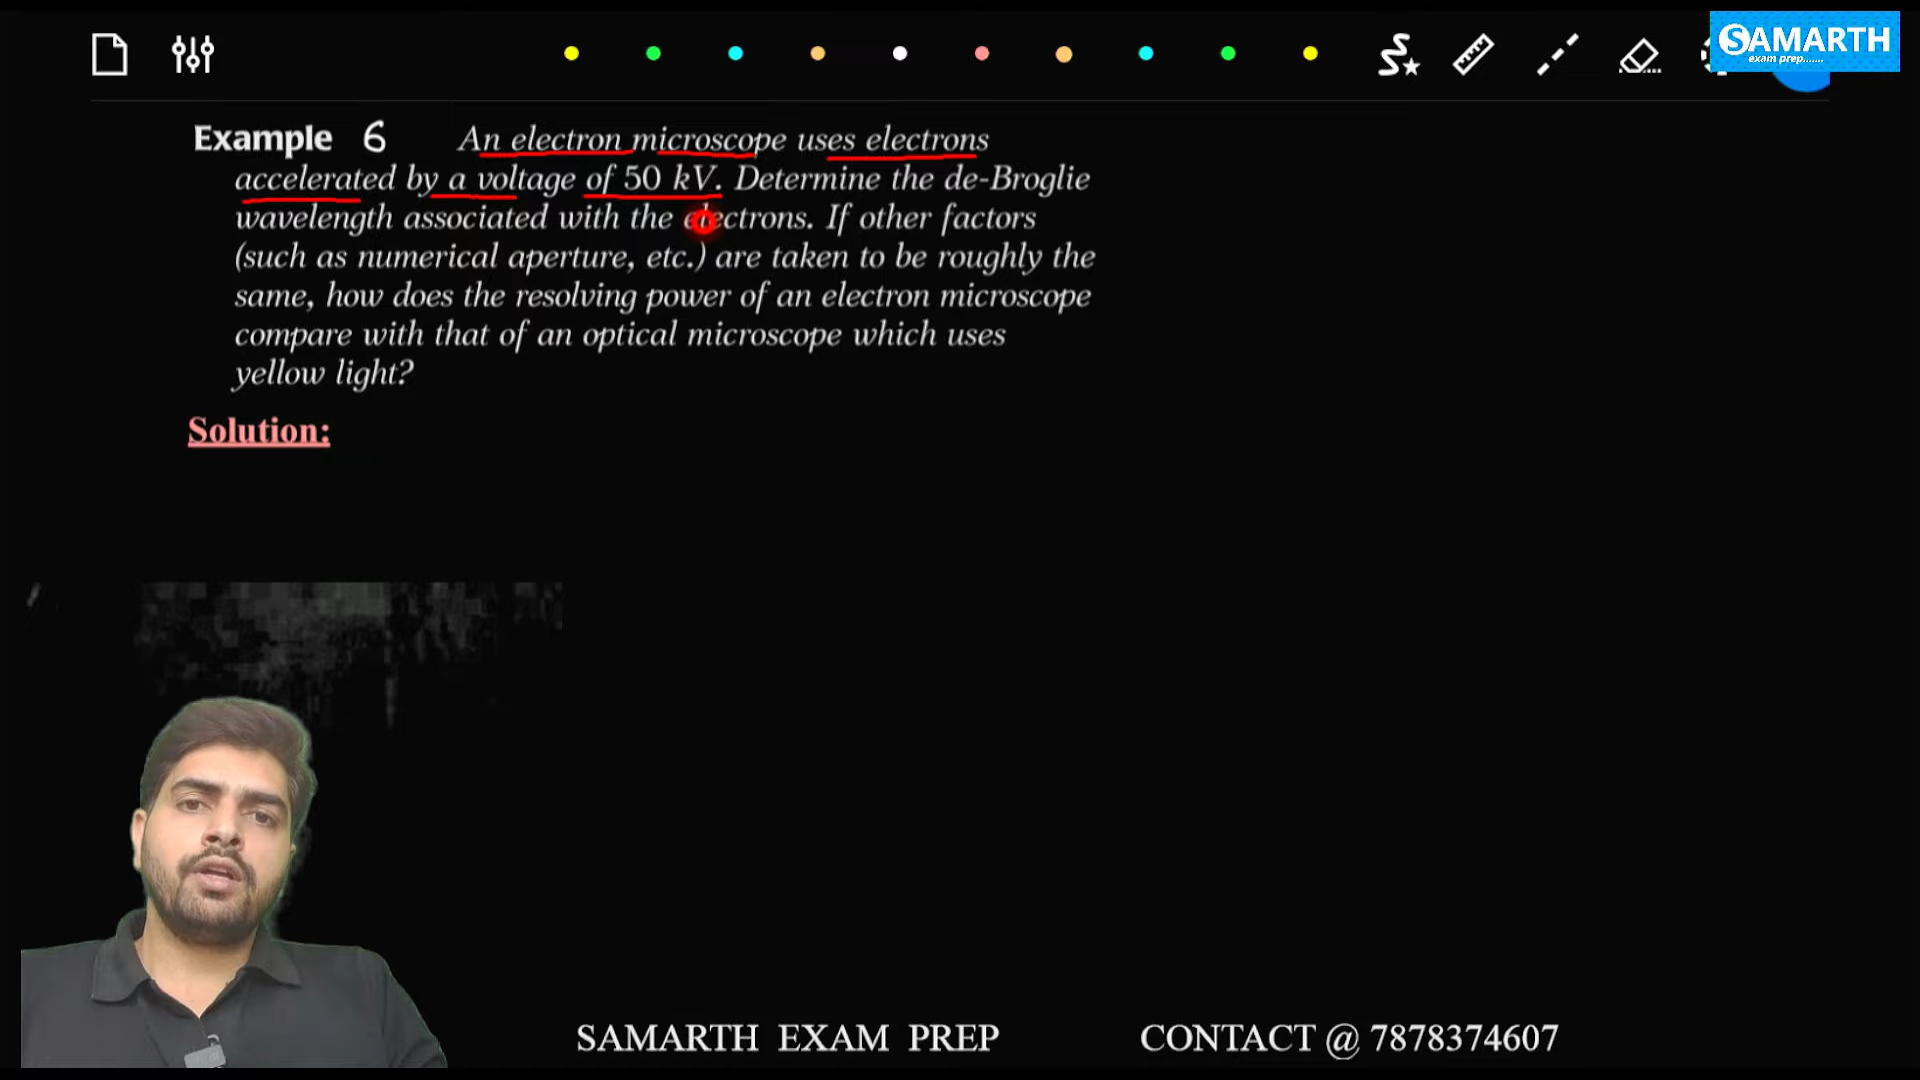 SAMARTH
exam prep.......
Example 6 An electron microscope uses electrons
accelerated by a voltage of 50 kV. Determine the de-Broglie
wavelength associated with the electrons. If other factors
(such as numerical aperture, etc.) are taken to be roughly the
same, how does the resolving power of an electron microscope
compare with that of an optical microscope which uses
yellow light?
Solution:
SAMARTH EXAM PREP CONTACT @ 7878374607